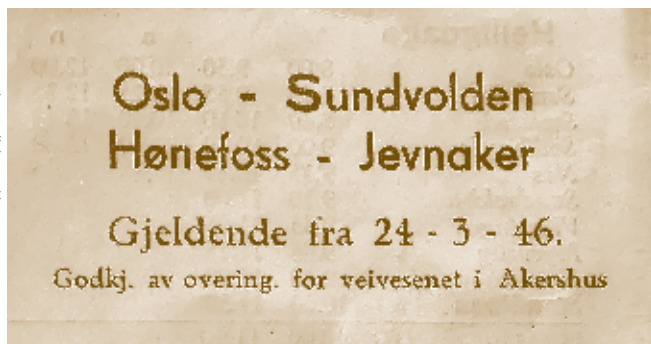 Oslo - Sundvolden
Hønefoss - Jevnaker
Gjeldende fra 24 - 3 - 46.
Godkj. av overing. for veivesenet i Akershus